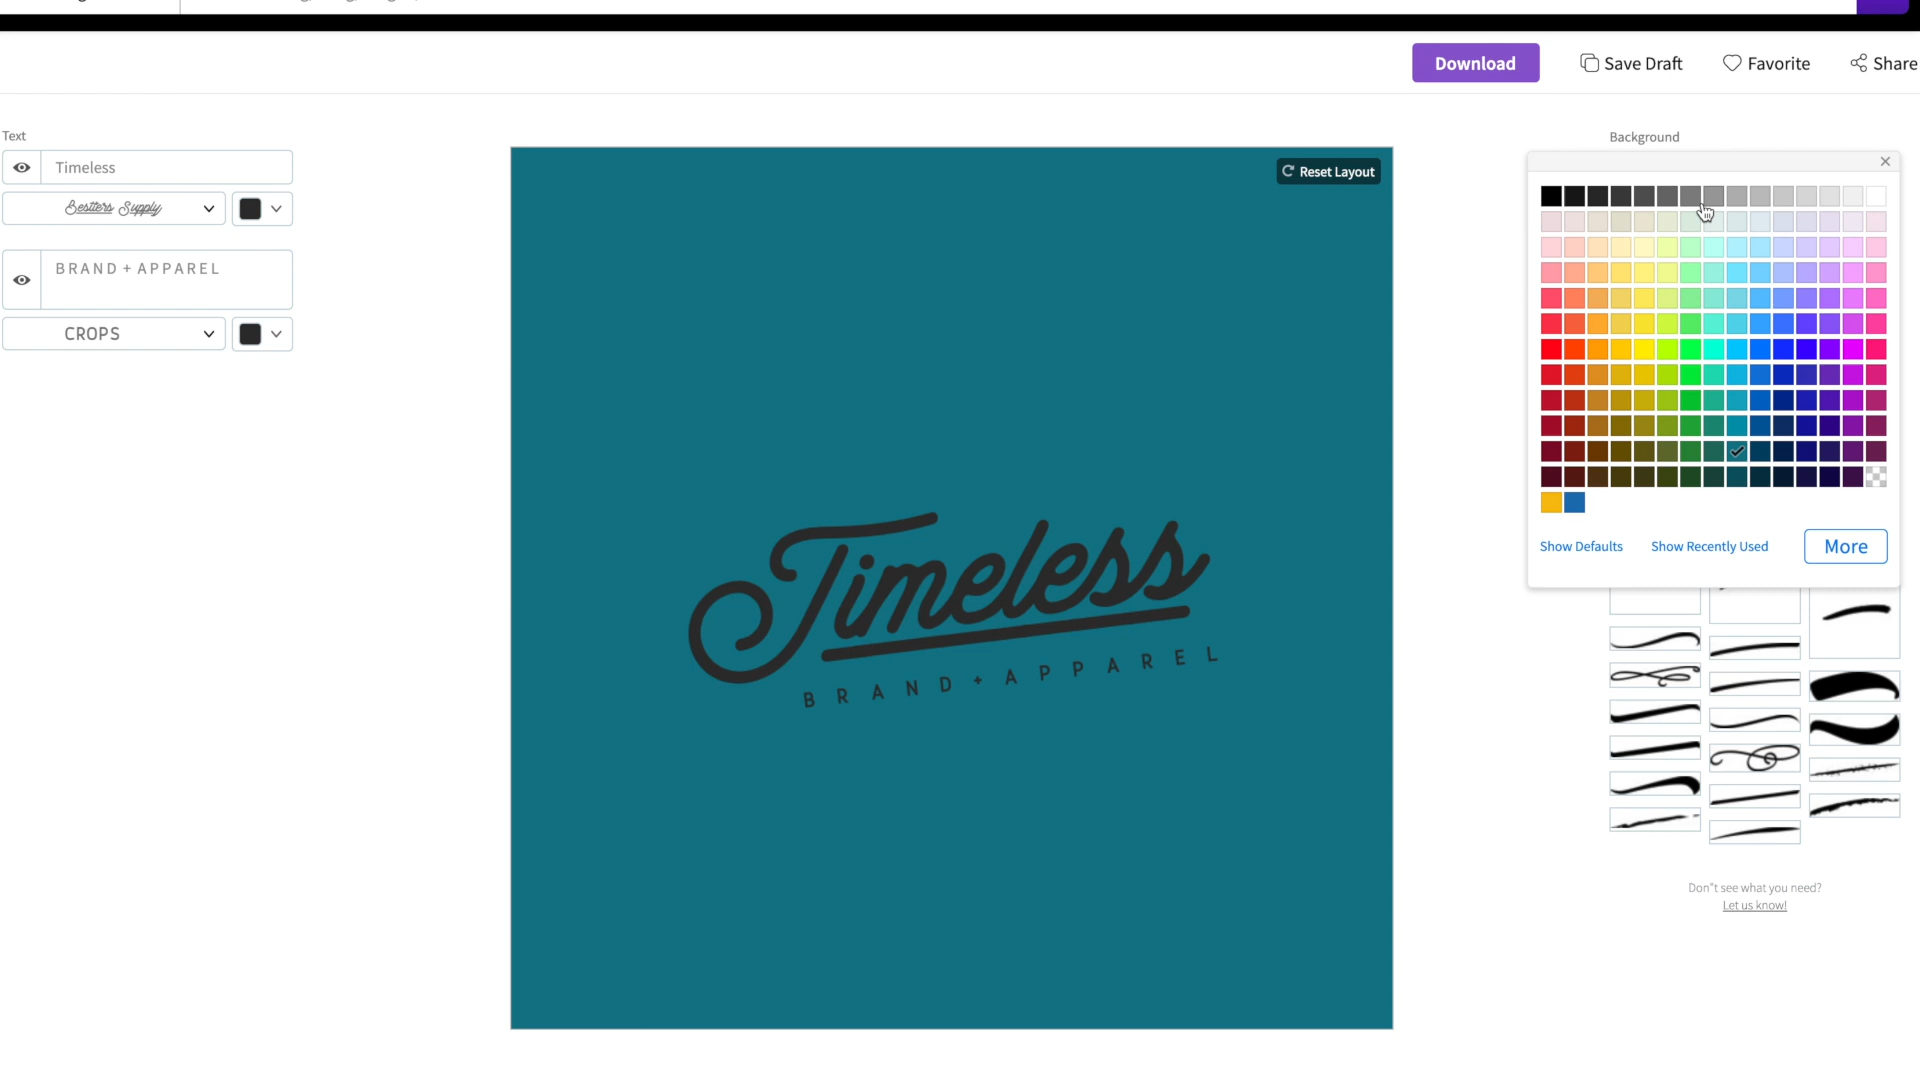 Download
Save Draft
Favorite
Share
Text
Background
Timeless
Reset Layout
Bestters Supply
BRAND + APPAREL
CROPS
Timeless
BRAND + APPAREL
Show Defaults
Show Recently Used
More
Don"t see what you need?
Let us know!